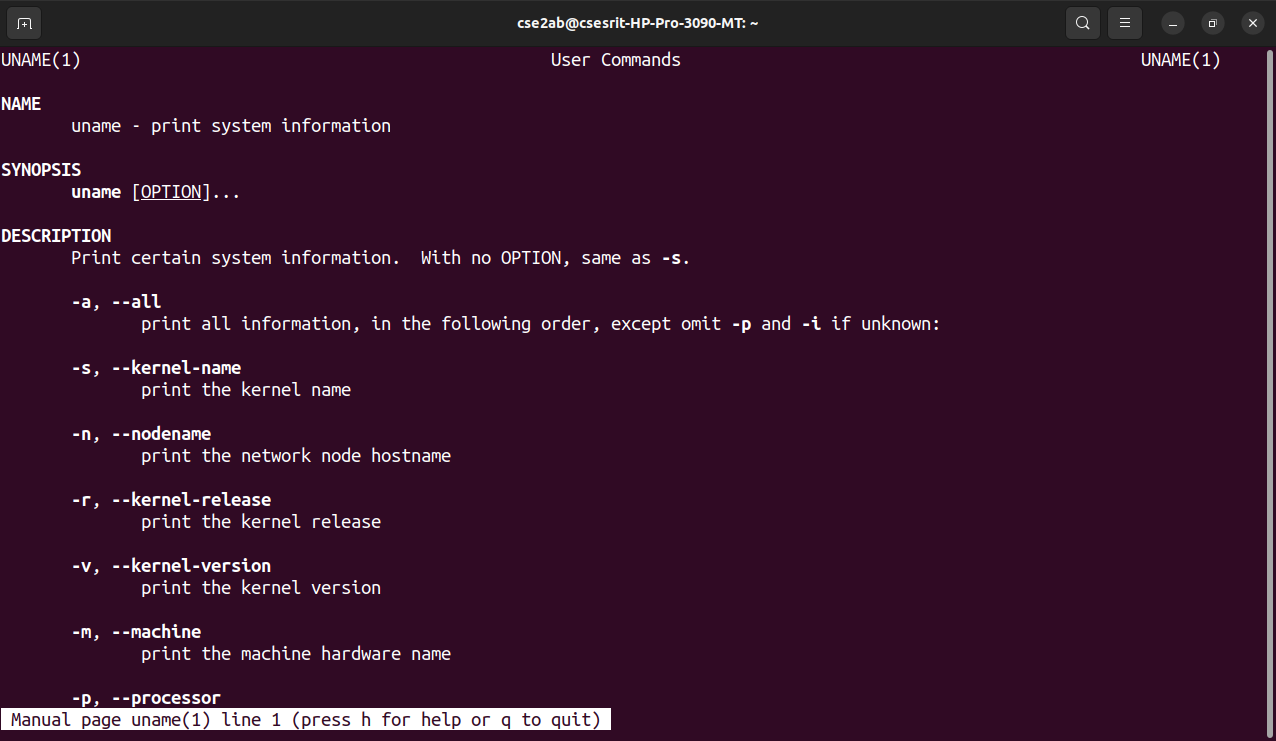 cse2ab@csesrit-HP-Pro-3090-MT: ~
UNAME(1) User Commands UNAME(1)
NAME
uname - print system information
SYNOPSIS
uname [OPTION]...
DESCRIPTION
Print certain system information.  With no OPTION, same as -s.
-a, --all
print all information, in the following order, except omit -p and -i if unknown:
-s, --kernel-name
print the kernel name
-n, --nodename
print the network node hostname
-r, --kernel-release
print the kernel release
-v, --kernel-version
print the kernel version
-m, --machine
print the machine hardware name
-p, --processor
Manual page uname(1) line 1 (press h for help or q to quit)